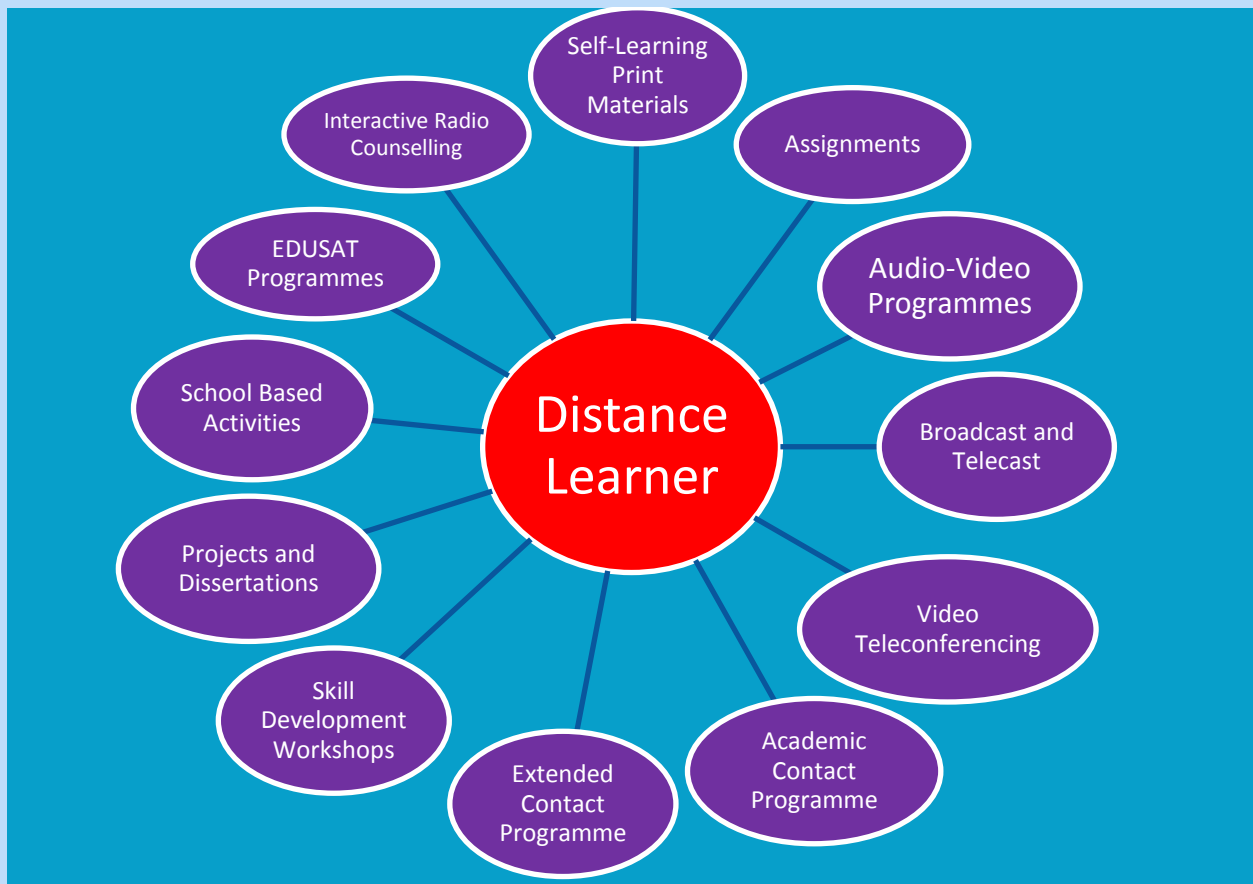 Self-Learning
Print
Materials
Assignments
Audio-Video
Programmes
Broadcast and
Telecast
Video
Teleconferencing
Academic
Contact
Programme
Extended
Contact
Programme
Skill
Development
Workshops
Projects and
Dissertations
School Based
Activities
EDUSAT
Programmes
Interactive Radio
Counselling
Distance
Learner